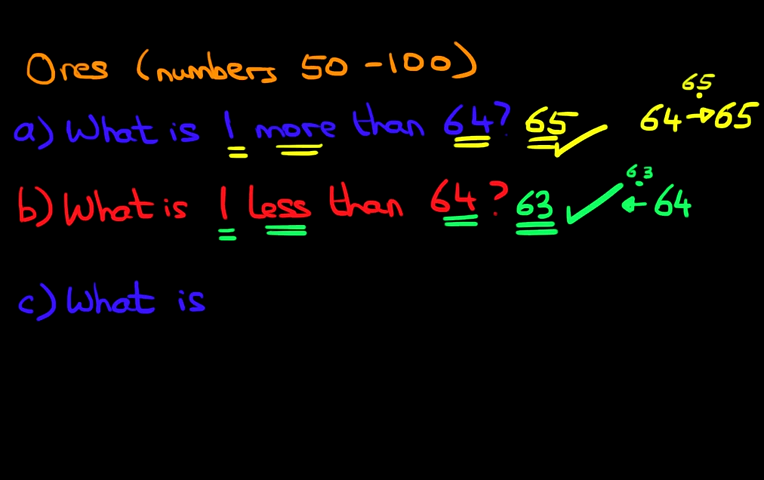 Ones (numbers 50 - 100)
65
a) What is 1 more than 64? 65 64 → 65
63
b) What is 1 less than 64? 63 ← 64
c) What is